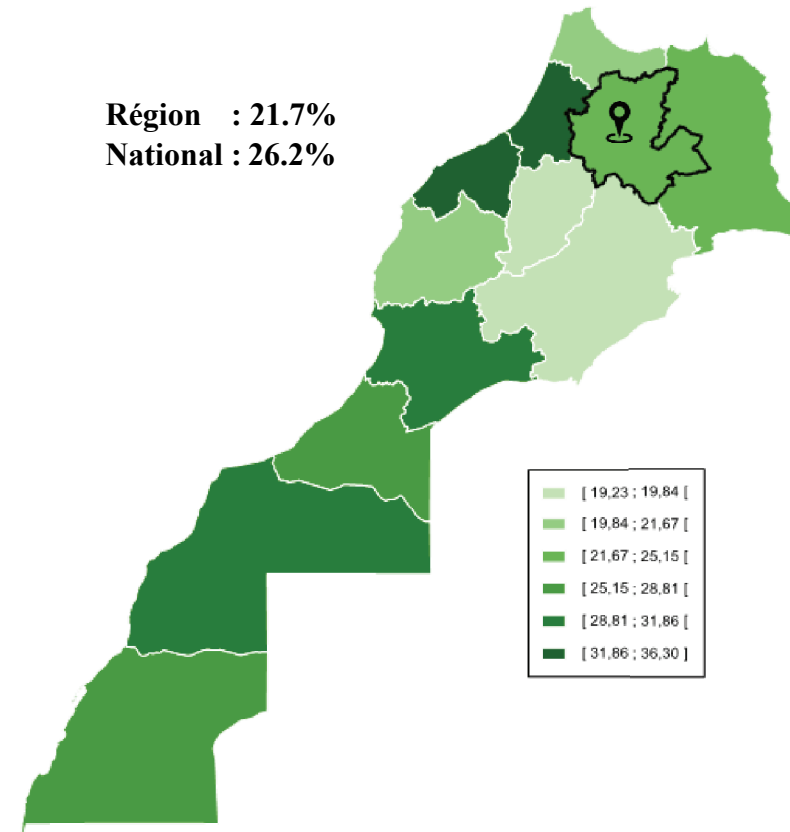 Région : 21.7%
National : 26.2%
[ 19,23 ; 19,84 [
[ 19,84 ; 21,67 [
[ 21,67 ; 25,15 [
[ 25,15 ; 28,81 [
[ 28,81 ; 31,86 [
[ 31,86 ; 36,30 ]